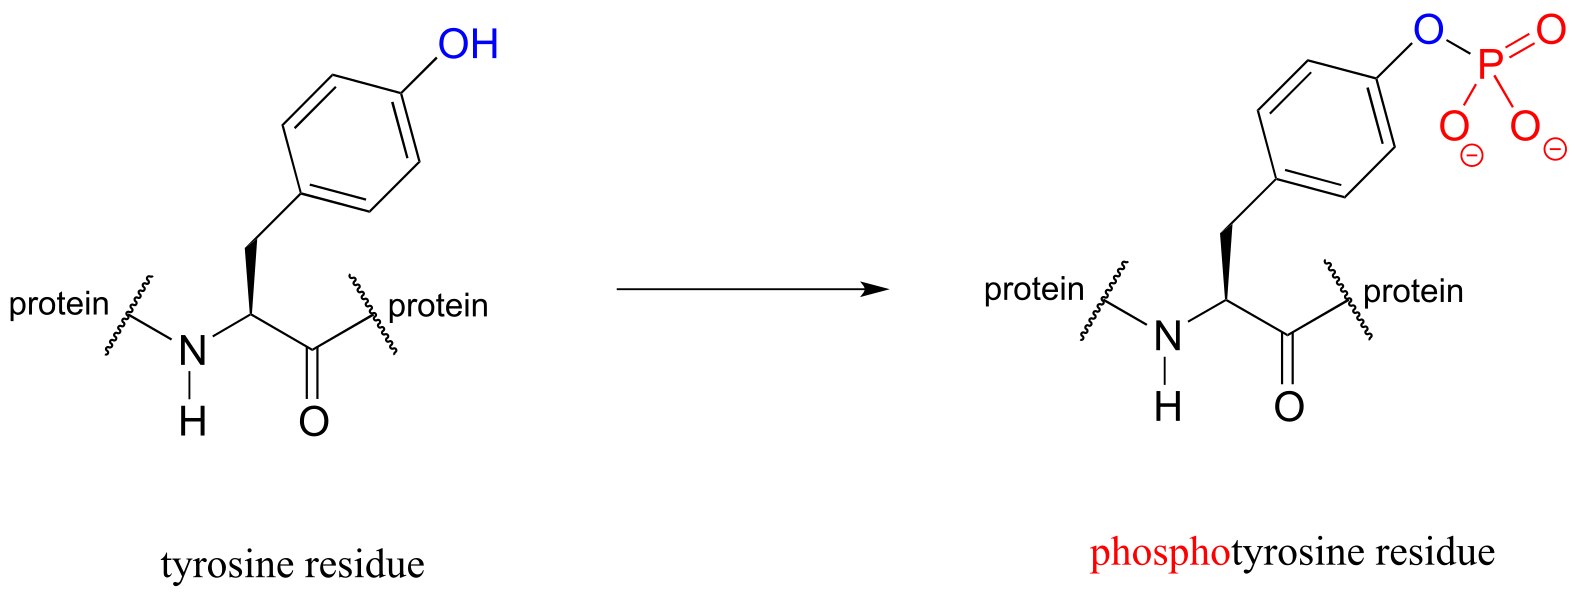 OH
O
P
O
O
O
⊖
⊖
protein
protein
protein
protein
N
H
O
N
H
O
tyrosine residue
phosphotyrosine residue